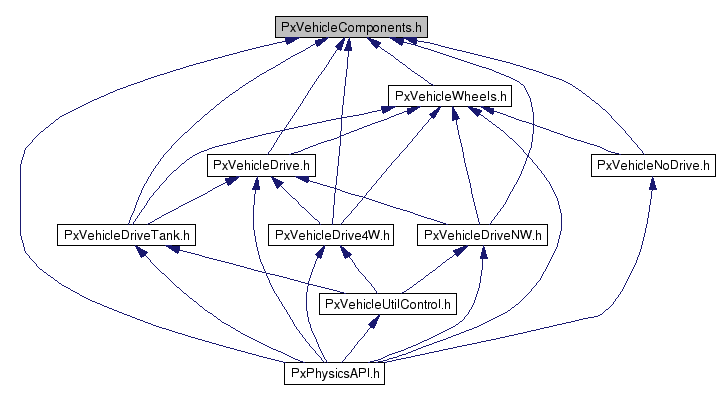 PxVehicleComponents.h
PxVehicleWheels.h
PxVehicleDrive.h
PxVehicleNoDrive.h
PxVehicleDriveTank.h
PxVehicleDrive4W.h
PxVehicleDriveNW.h
PxVehicleUtilControl.h
PxPhysicsAPI.h